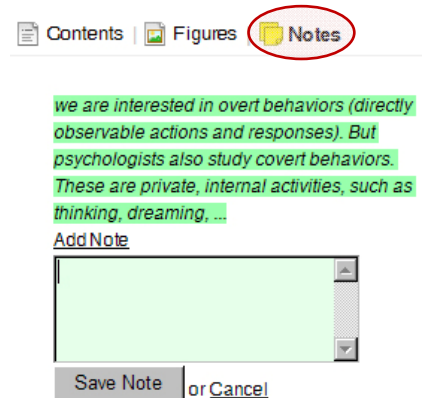 Contents | Figures | Notes
we are interested in overt behaviors (directly
observable actions and responses). But
psychologists also study covert behaviors.
These are private, internal activities, such as
thinking, dreaming, ...
Add Note
Save Note or Cancel